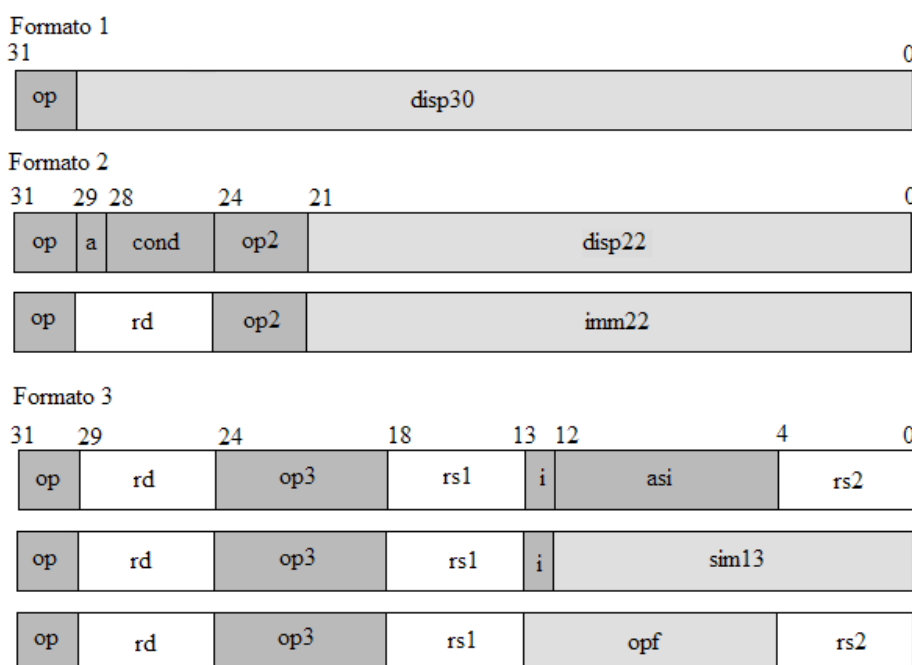 Formato 1
31 0
op disp30
Formato 2
31 29 28 24 21 0
op a cond op2 disp22
op rd op2 imm22
Formato 3
31 29 24 18 13 12 4 0
op rd op3 rs1 i asi rs2
op rd op3 rs1 i sim13
op rd op3 rs1 opf rs2